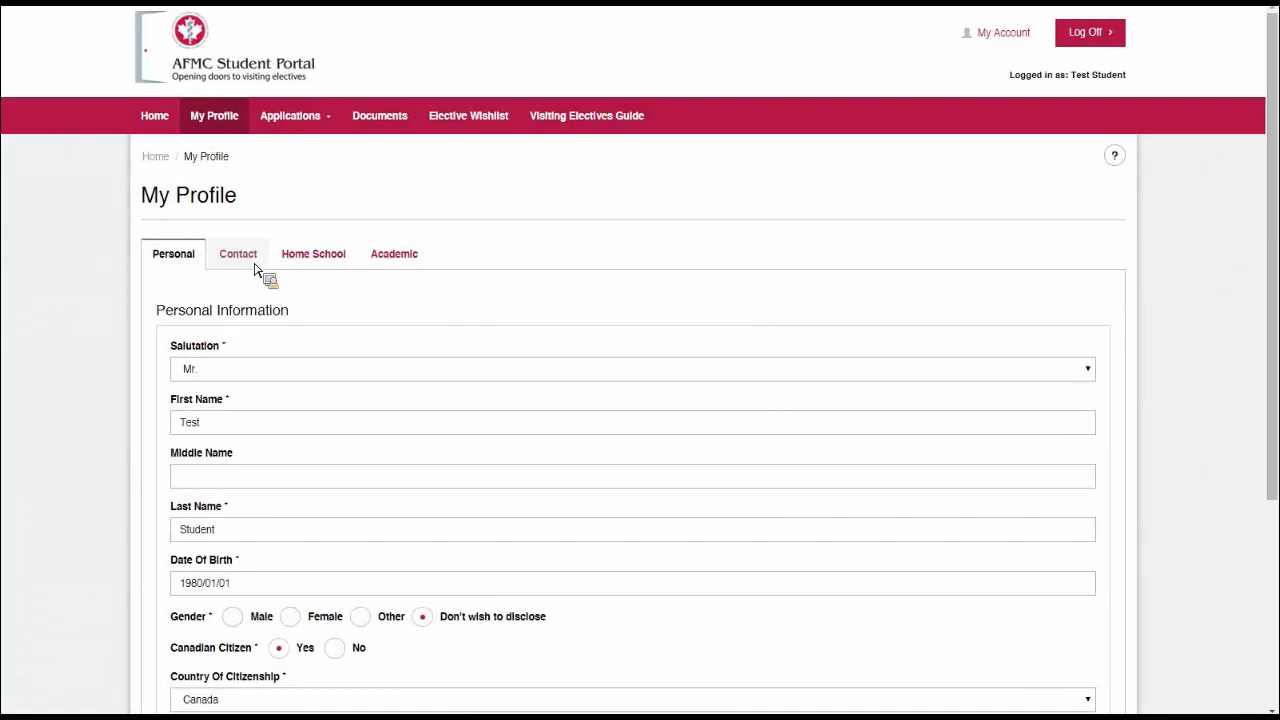 AFMC Student Portal
Opening doors to visiting electives
My Account
Log Off ›
Logged in as: Test Student
Home My Profile Applications Documents Elective Wishlist Visiting Electives Guide
Home / My Profile
?
My Profile
Personal Contact Home School Academic
Personal Information
Salutation *
Mr.
First Name *
Test
Middle Name
Last Name *
Student
Date Of Birth *
1980/01/01
Gender * Male Female Other Don't wish to disclose
Canadian Citizen * Yes No
Country Of Citizenship *
Canada